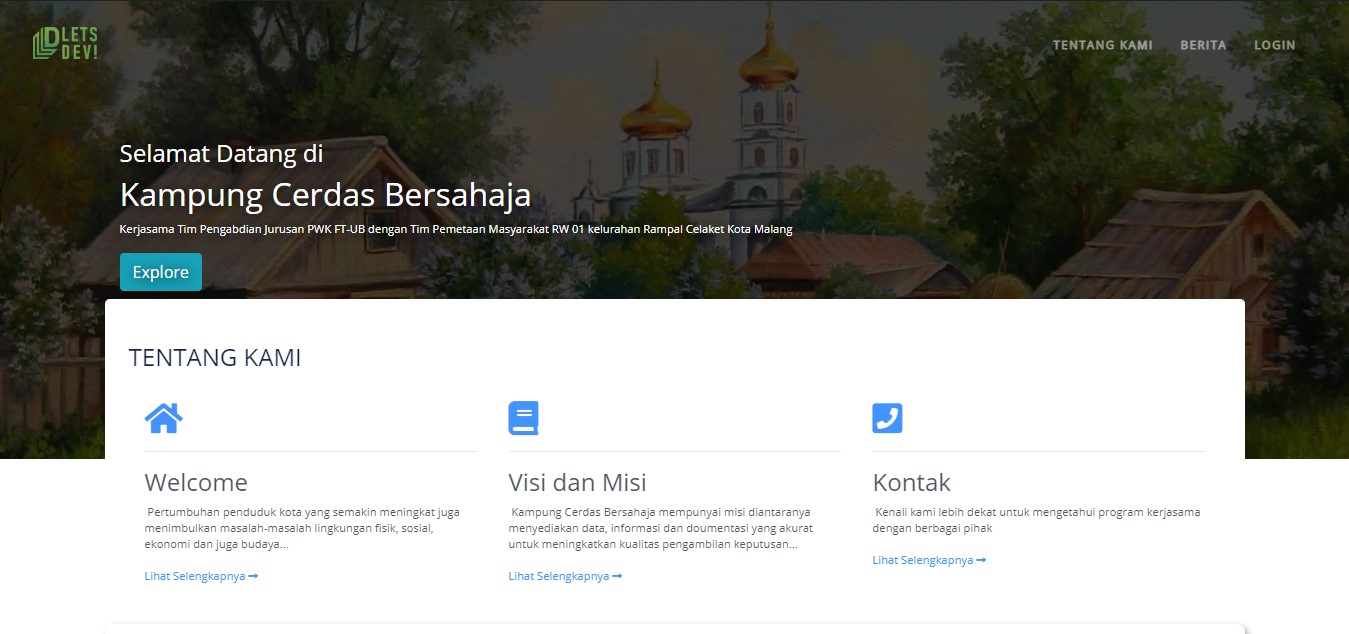 LETS
DEV!
TENTANG KAMI
BERITA
LOGIN
Selamat Datang di
Kampung Cerdas Bersahaja
Kerjasama Tim Pengabdian Jurusan PWK FT-UB dengan Tim Pemetaan Masyarakat RW 01 kelurahan Rampal Celaket Kota Malang
Explore
TENTANG KAMI
Welcome
Pertumbuhan penduduk kota yang semakin meningkat juga
menimbulkan masalah-masalah lingkungan fisik, sosial,
ekonomi dan juga budaya...
Lihat Selengkapnya →
Visi dan Misi
Kampung Cerdas Bersahaja mempunyai misi diantaranya
menyediakan data, informasi dan doumentasi yang akurat
untuk meningkatkan kualitas pengambilan keputusan...
Lihat Selengkapnya →
Kontak
Kenali kami lebih dekat untuk mengetahui program kerjasama
dengan berbagai pihak
Lihat Selengkapnya →